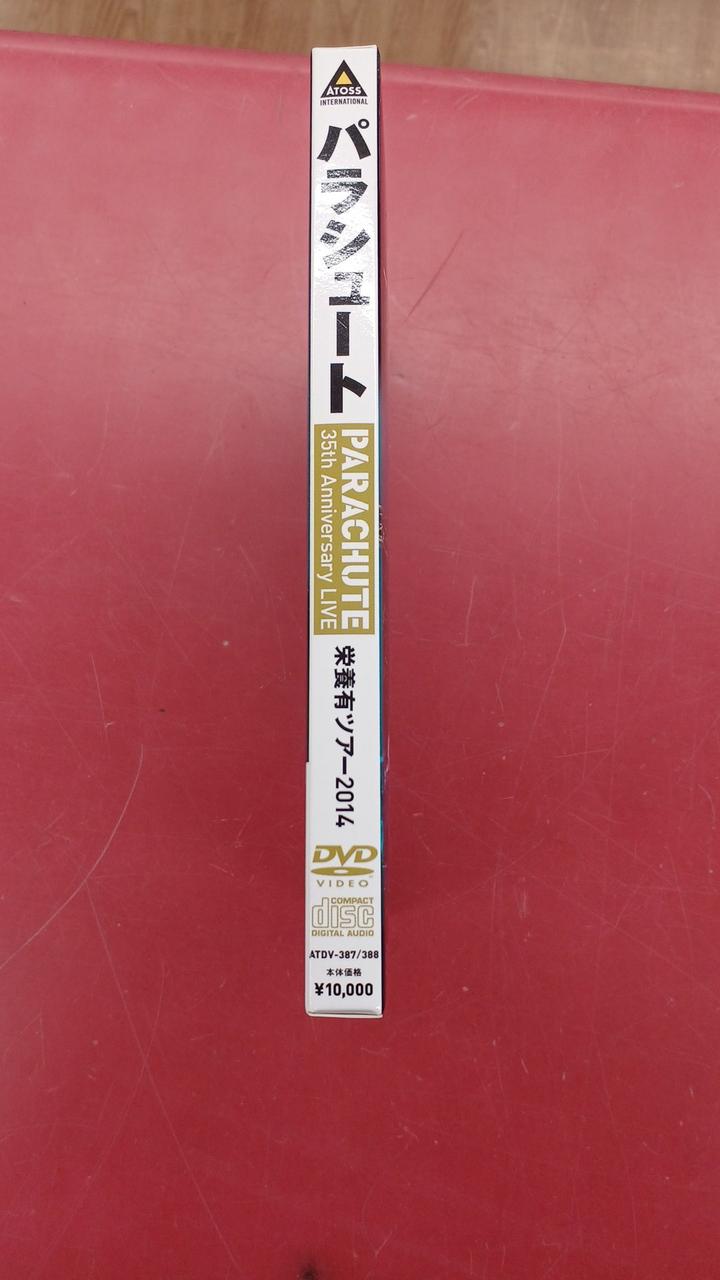 ATOSS
INTERNATIONAL
パラシュート
PARACHUTE
35th Anniversary LIVE
栄養有ツアー2014
DVD
VIDEO
COMPACT
disc
DIGITAL AUDIO
ATDV-387/388
本体価格
¥10,000